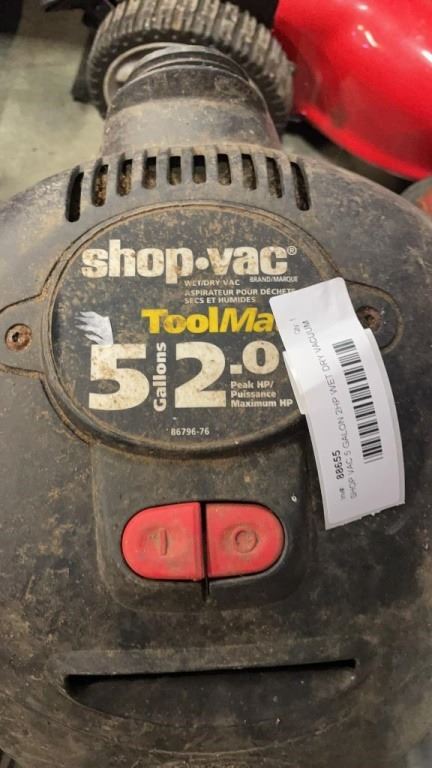 shop·vac®
BRAND/MARQUE
WET/DRY VAC
ASPIRATEUR POUR DÉCHETS
SECS ET HUMIDES
ToolMa
5 Gallons
2.0
Peak HP/
Puissance
Maximum HP
86796-76
88655
SHOP VAC 5 GALON 2HP WET DRY VACUUM